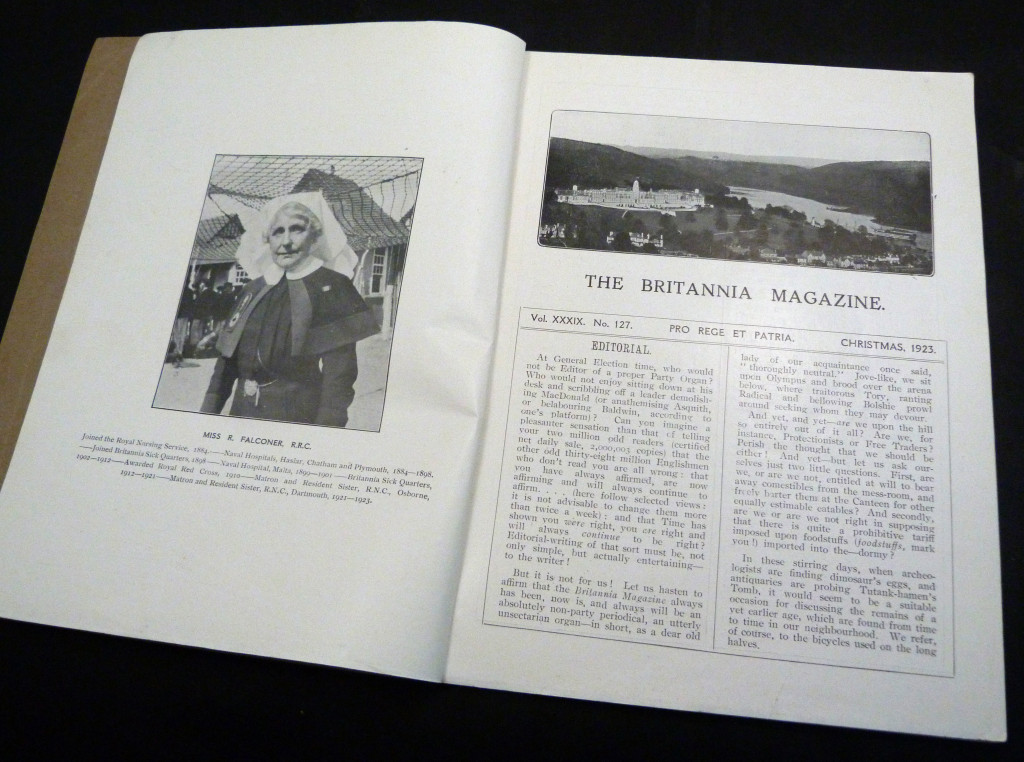 MISS R. FALCONER, R.R.C.
Joined the Royal Nursing Service, 1884—Naval Hospitals, Haslar, Chatham and Plymouth, 1884–1898,
—Joined Britannia Sick Quarters, 1898—Naval Hospital, Malta, 1899–1901—Britannia Sick Quarters,
1902–1912—Awarded Royal Red Cross, 1910—Matron and Resident Sister, R.N.C., Osborne,
1912–1921—Matron and Resident Sister, R.N.C., Dartmouth, 1921–1923.
THE BRITANNIA MAGAZINE.
Vol. XXXIX. No. 127. PRO REGE ET PATRIA. CHRISTMAS, 1923.
EDITORIAL.
At General Election time, who would
not be Editor of a proper Party Organ?
Who would not enjoy sitting down at his
desk and scribbling off a leader demolish-
ing MacDonald (or anathemising Asquith,
or belabouring Baldwin, according to
one's platform)? Can you imagine a
pleasanter sensation than that of telling
your two million odd readers (certified
net daily sale, 2,000,003 copies) that the
other odd thirty-eight million Englishmen
who don't read you are all wrong: that
you have always affirmed, are now
affirming and will always continue to
affirm. . . . (here follow selected views:
it is not advisable to change them more
than twice a week): and that Time has
shown you were right, you are right and
will always continue to be right?
Editorial-writing of that sort must be, not
only simple, but actually entertaining—
to the writer!
But it is not for us! Let us hasten to
affirm that the Britannia Magazine always
has been, now is, and always will be an
absolutely non-party periodical, an utterly
unsectarian organ—in short, as a dear old
lady of our acquaintance once said,
"thoroughly neutral." Jove-like, we sit
upon Olympus and brood over the arena
below, where traitorous Tory, ranting
Radical and bellowing Bolshie prowl
around seeking whom they may devour.
And yet, and yet—are we upon the hill
so entirely out of it all? Are we, for
instance, Protectionists or Free Traders?
Perish the thought that we should be
either! And yet—but let us ask our-
selves just two little questions. First, are
we, or are we not, entitled at will to bear
away comestibles from the mess-room, and
freely barter them at the Canteen for other
equally estimable eatables? And secondly,
are we or are we not right in supposing
that there is quite a prohibitive tariff
imposed upon foodstuffs (foodstuffs, mark
you!) imported into the—dormy?
In these stirring days, when archeo-
logists are finding dinosaur's eggs, and
antiquaries are probing Tutank-hamen's
Tomb, it would seem to be a suitable
occasion for discussing the remains of a
yet earlier age, which are found from time
to time in our neighbourhood. We refer,
of course, to the bicycles used on the long
halves.